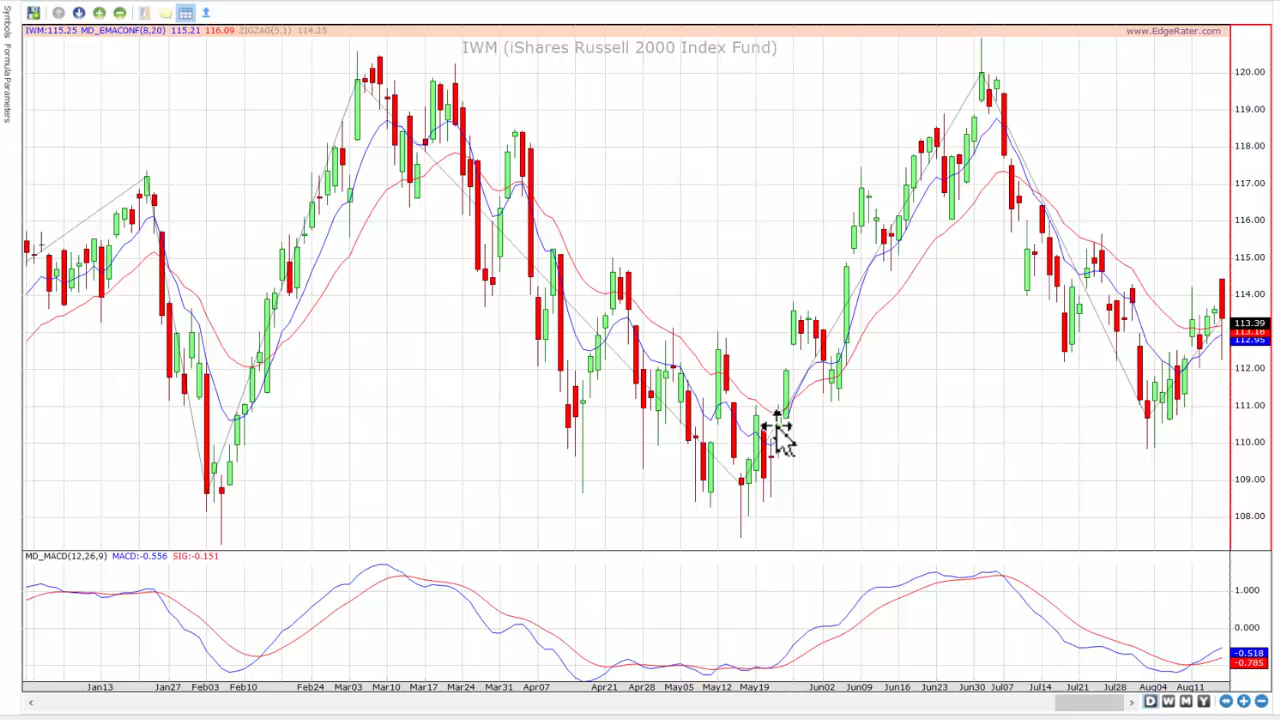 Symbols
Formula Parameters
IWM:115.25 MD_EMACONF(8,20) 115.21 116.09 ZIGZAG(5,1) 114.25
www.EdgeRater.com
IWM (iShares Russell 2000 Index Fund)
120.00
119.00
118.00
117.00
116.00
115.00
114.00
113.39
113.18
112.95
112.00
111.00
110.00
109.00
108.00
MD_MACD(12,26,9) MACD:-0.556 SIG:-0.151
1.000
0.000
-0.518
-0.785
Jan13 Jan27 Feb03 Feb10 Feb24 Mar03 Mar10 Mar17 Mar24 Mar31 Apr07 Apr21 Apr28 May05 May12 May19 Jun02 Jun09 Jun16 Jun23 Jun30 Jul07 Jul14 Jul21 Jul28 Aug04 Aug11
D W M Y